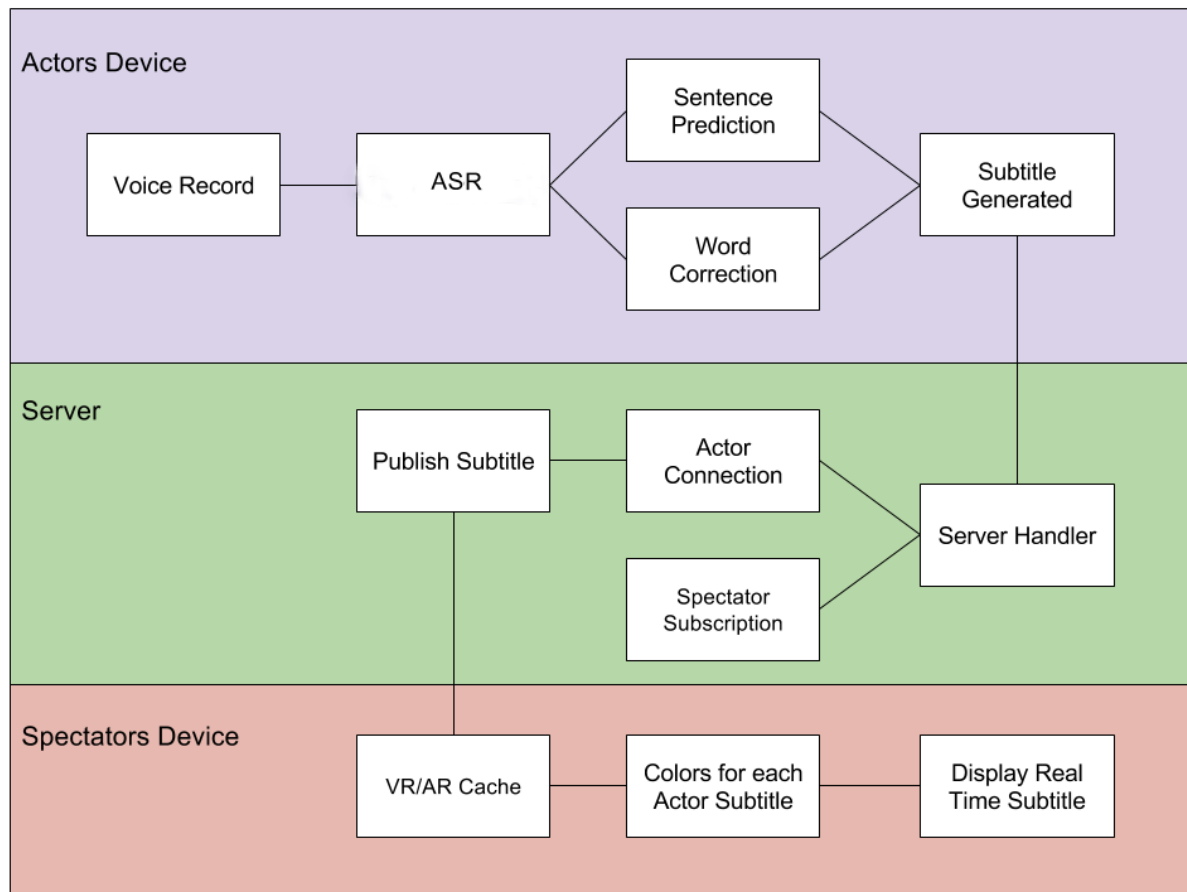 Actors Device
Sentence
Prediction
Voice Record
ASR
Subtitle
Generated
Word
Correction
Server
Publish Subtitle
Actor
Connection
Server Handler
Spectator
Subscription
Spectators Device
VR/AR Cache
Colors for each
Actor Subtitle
Display Real
Time Subtitle